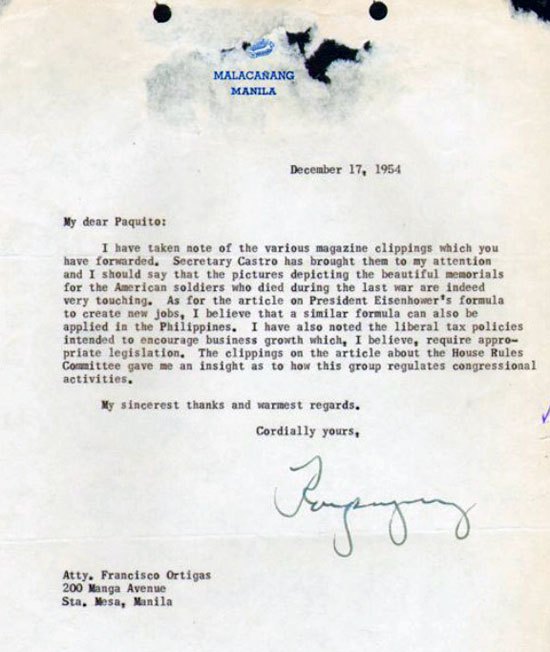 MALACAÑANG
MANILA
December 17, 1954
My dear Paquito:
I have taken note of the various magazine clippings which you
have forwarded. Secretary Castro has brought them to my attention
and I should say that the pictures depicting the beautiful memorials
for the American soldiers who died during the last war are indeed
very touching. As for the article on President Eisenhower's formula
to create new jobs, I believe that a similar formula can also be
applied in the Philippines. I have also noted the liberal tax policies
intended to encourage business growth which, I believe, require appro-
priate legislation. The clippings on the article about the House Rules
Committee gave me an insight as to how this group regulates congressional
activities.
My sincerest thanks and warmest regards.
Cordially yours,
Atty. Francisco Ortigas
200 Manga Avenue
Sta. Mesa, Manila